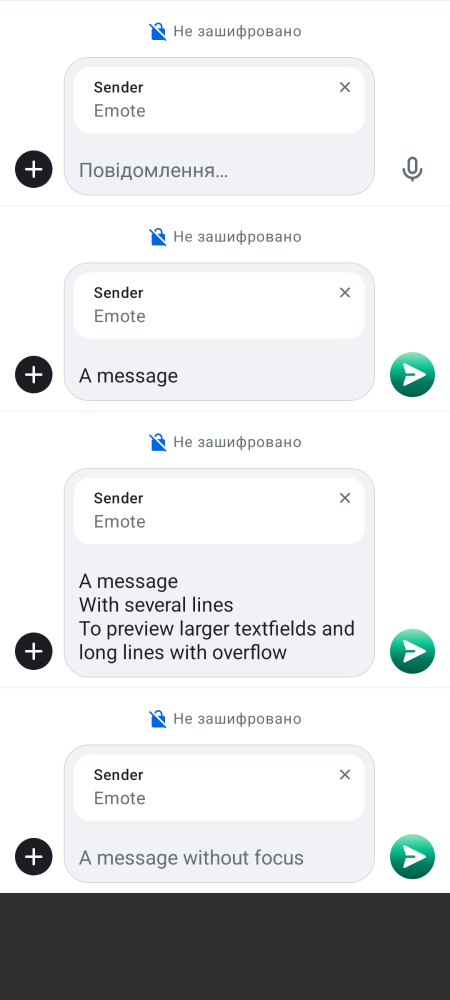 Не зашифровано
Sender
Emote
Повідомлення…
Не зашифровано
Sender
Emote
A message
Не зашифровано
Sender
Emote
A message
With several lines
To preview larger textfields and
long lines with overflow
Не зашифровано
Sender
Emote
A message without focus